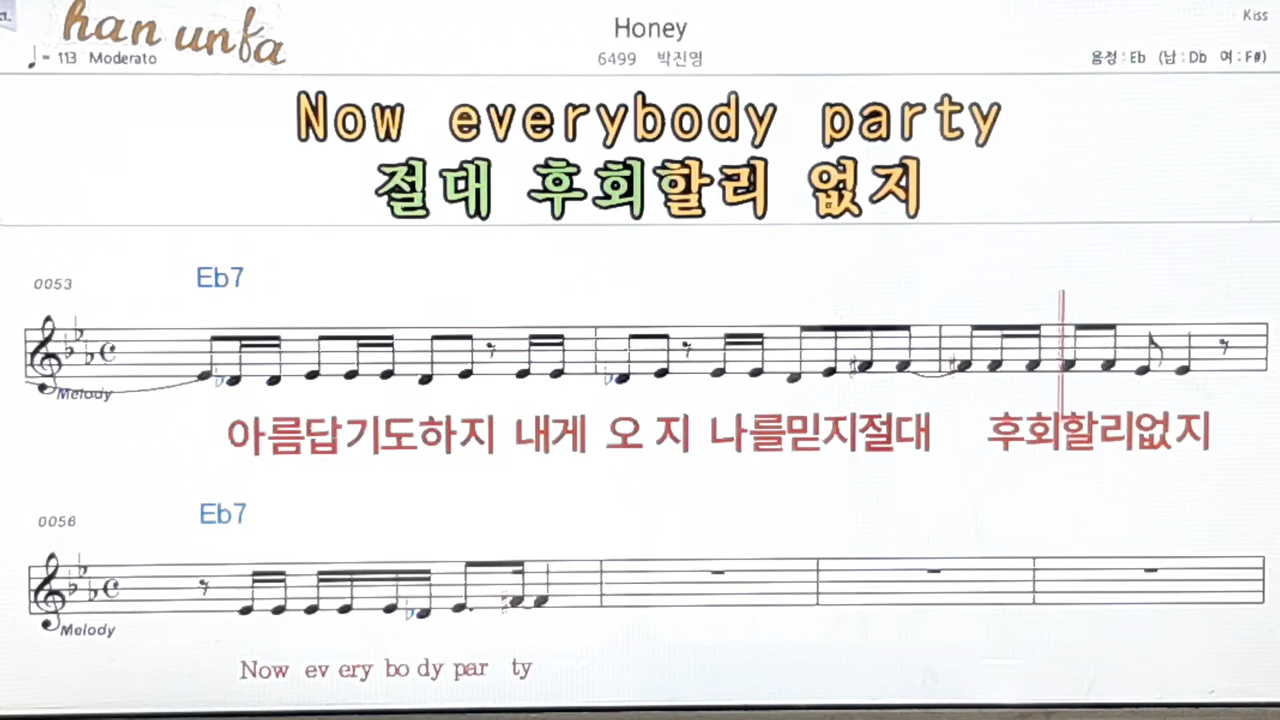 han unfa
Honey
Kiss
♩= 113 Moderato
6499 박진영
음정 : Eb (남 : Db 여 : F#)
Now everybody party
절대 후회할리 없지
0053
Eb7
Melody
아름답기도하지 내게 오 지 나를믿지절대 후회할리없지
0056
Eb7
Melody
Now ev ery bo dy par ty